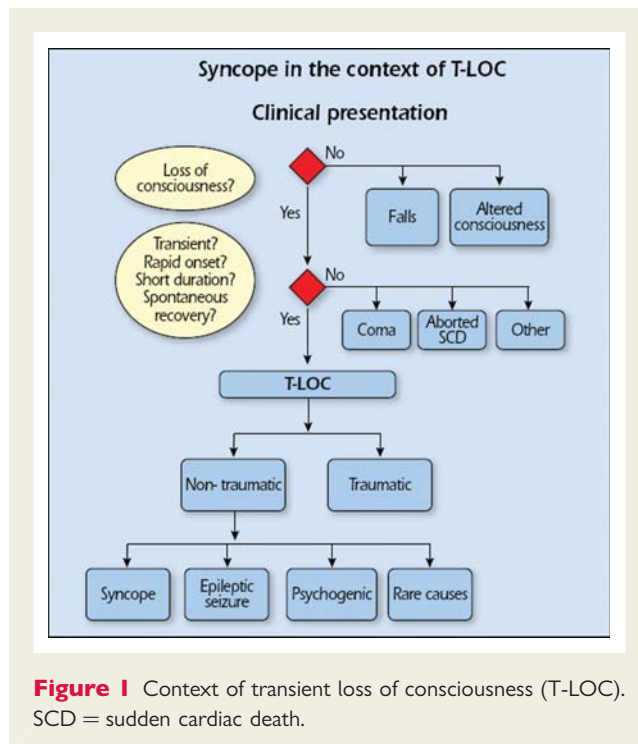 Syncope in the context of T-LOC
Clinical presentation
Loss of
consciousness?
No
Yes
Falls
Altered
consciousness
Transient?
Rapid onset?
Short duration?
Spontaneous
recovery?
No
Yes
Coma
Aborted
SCD
Other
T-LOC
Non- traumatic
Traumatic
Syncope
Epileptic
seizure
Psychogenic
Rare causes
Figure 1 Context of transient loss of consciousness (T-LOC).
SCD = sudden cardiac death.